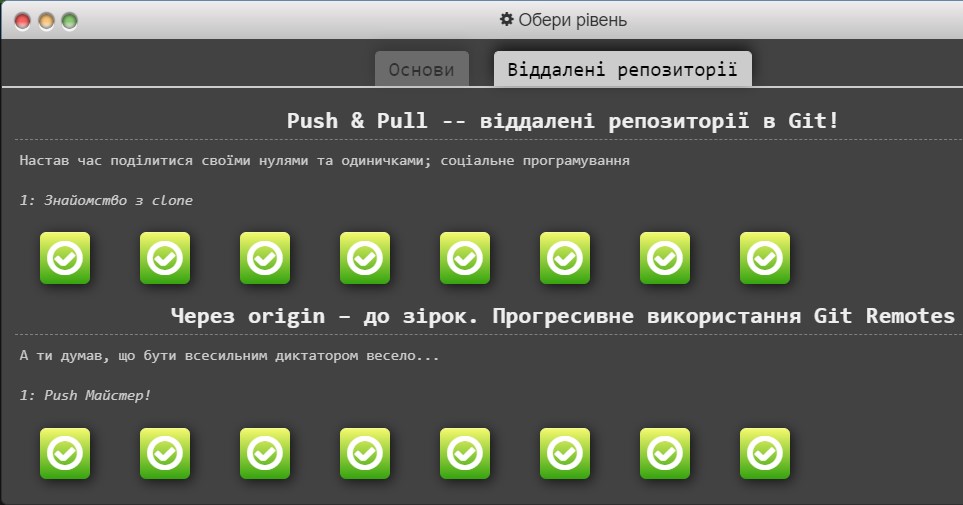 Обери рівень
Основи
Віддалені репозиторії
Push & Pull -- віддалені репозиторії в Git!
Настав час поділитися своїми нулями та одиничками; соціальне програмування
1: Знайомство з clone
Через origin – до зірок. Прогресивне використання Git Remotes
А ти думав, що бути всесильним диктатором весело...
1: Push Майстер!